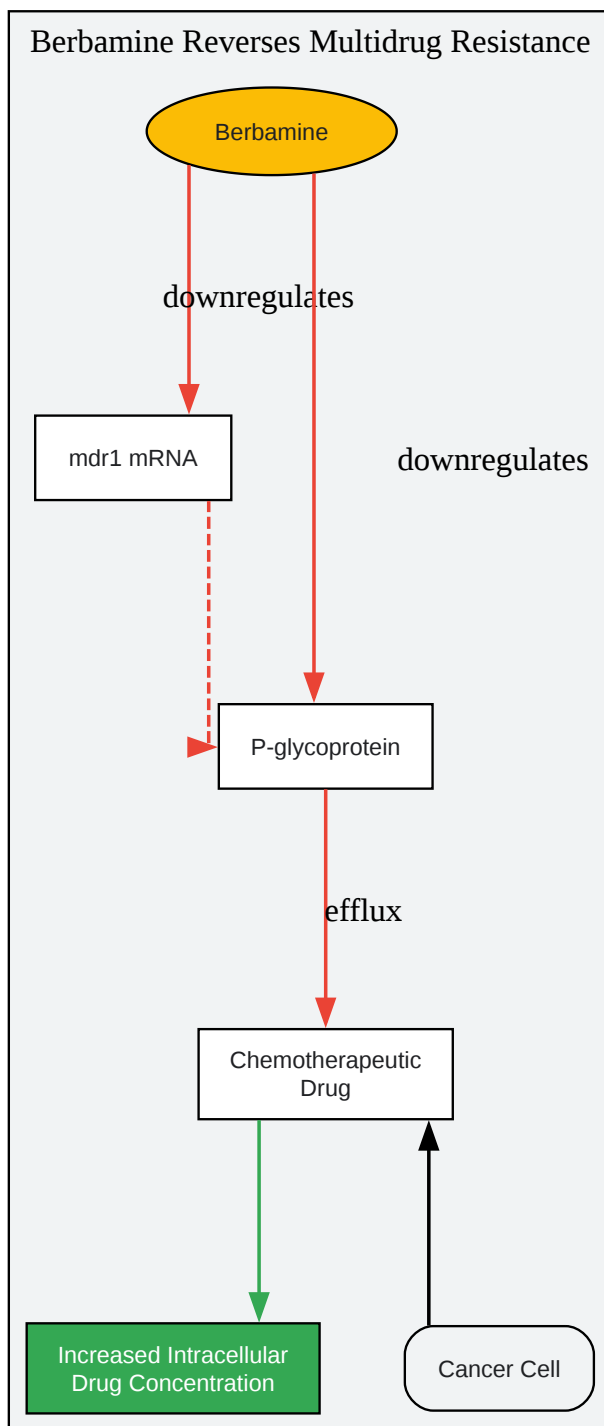 Berbamine Reverses Multidrug Resistance
Berbamine
downregulates
mdr1 mRNA
downregulates
P-glycoprotein
efflux
Chemotherapeutic
Drug
Increased Intracellular
Drug Concentration
Cancer Cell